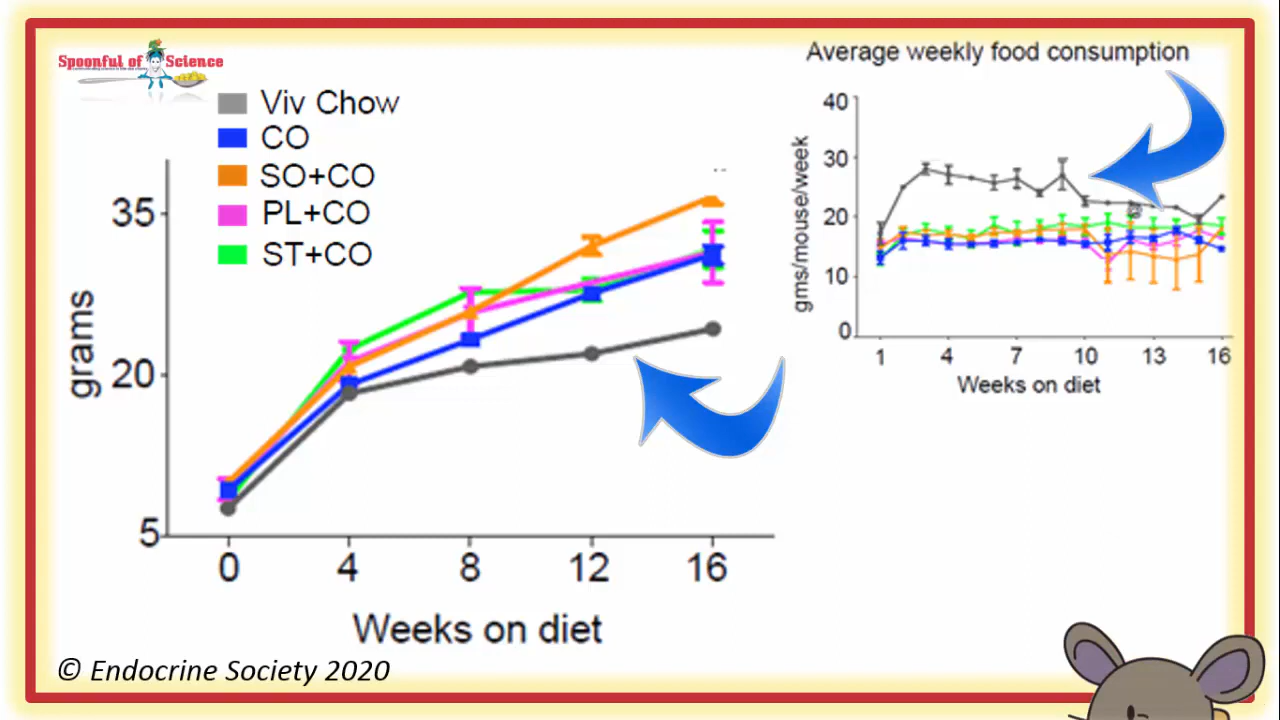 Spoonful of Science
Viv Chow
CO
SO+CO
PL+CO
ST+CO
grams
35
20
5
0 4 8 12 16
Weeks on diet
Average weekly food consumption
gms/mouse/week
40
30
20
10
0
1 4 7 10 13 16
Weeks on diet
© Endocrine Society 2020